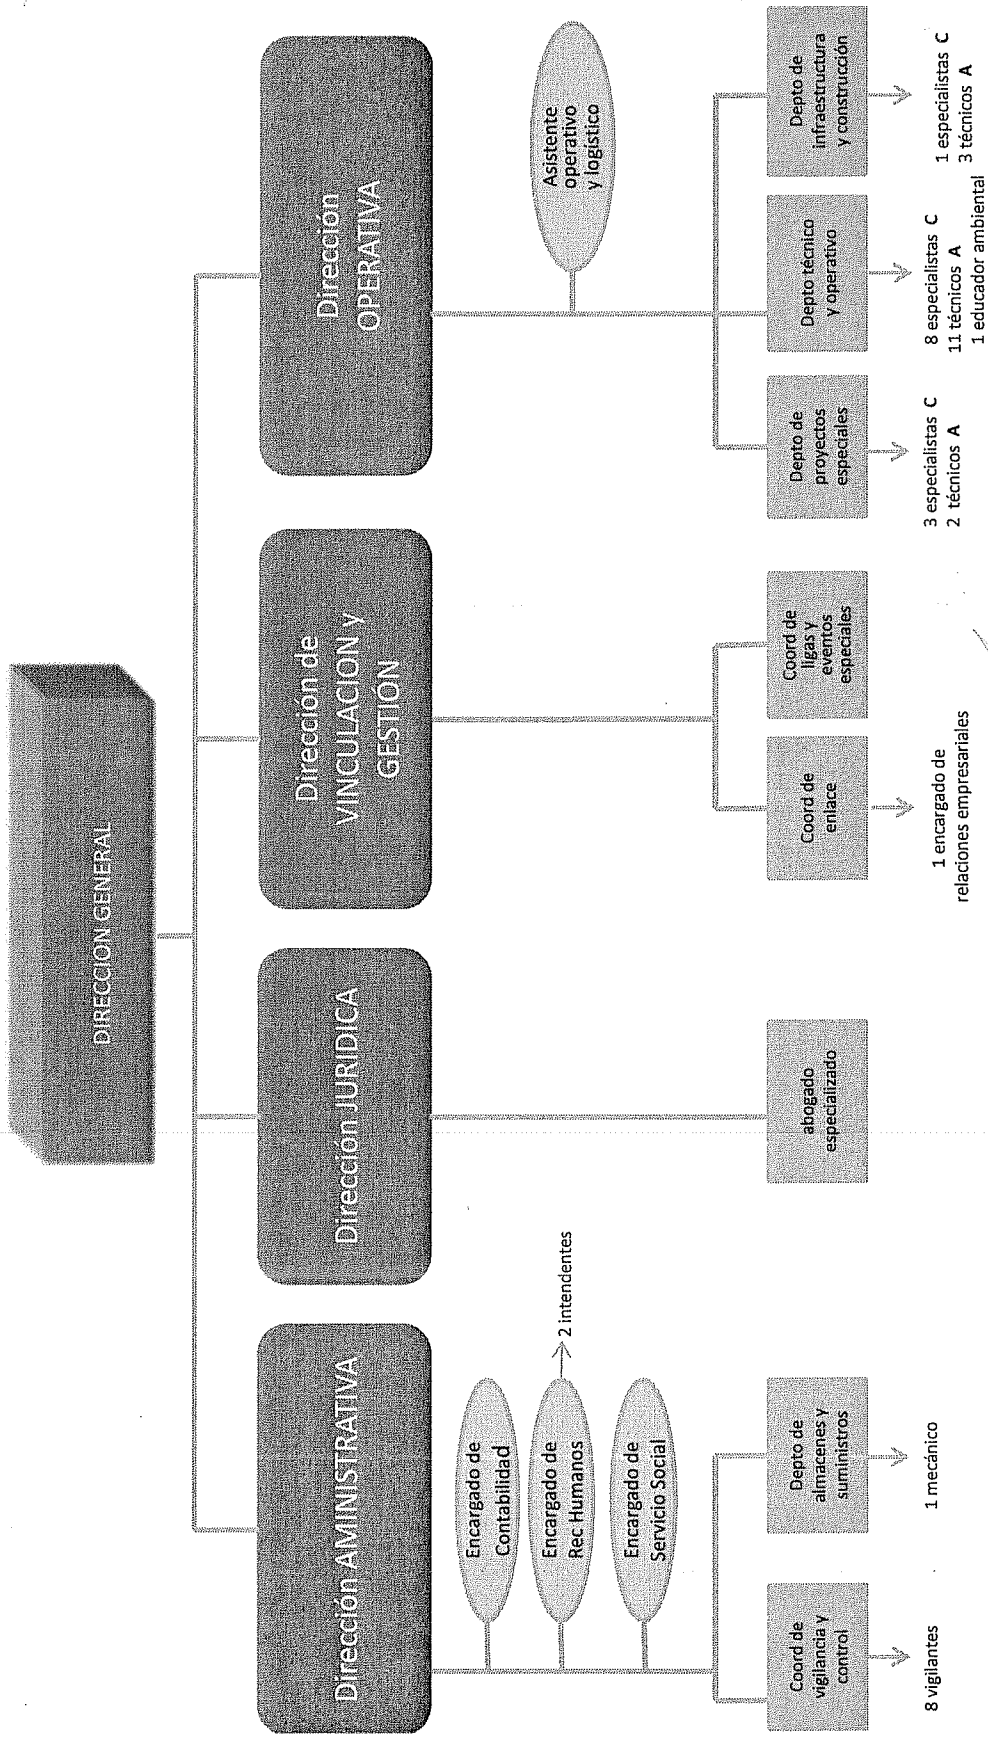 DIRECCION GENERAL
Dirección AMINISTRATIVA
Dirección JURIDICA
Dirección de
VINCULACION y
GESTIÓN
Dirección
OPERATIVA
Encargado de
Contabilidad
Encargado de
Rec Humanos
2 intendentes
Encargado de
Servicio Social
Asistente
operativo
y logístico
Coord de
vigilancia y
control
Depto de
almacenes y
suministros
abogado
especializado
Coord de
enlace
Coord de
ligas y
eventos
especiales
Depto de
proyectos
especiales
Depto técnico
y operativo
Depto de
infraestructura
y construcción
8 vigilantes
1 mecánico
1 encargado de
relaciones empresariales
3 especialistas C
2 técnicos A
8 especialistas C
11 técnicos A
1 educador ambiental
1 especialistas C
3 técnicos A